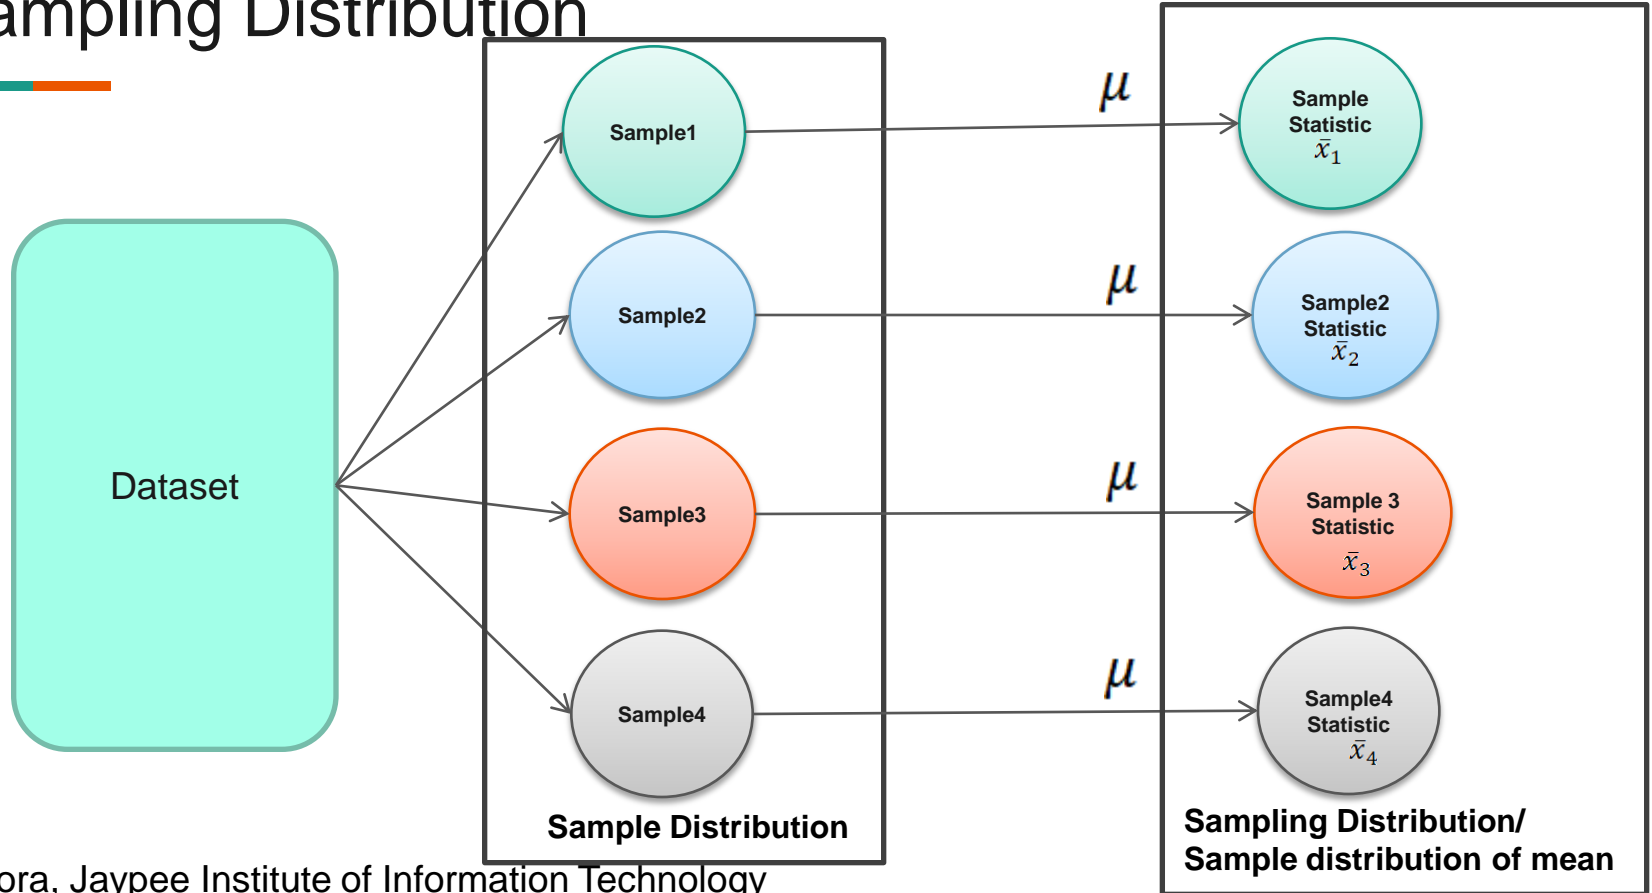 ampling Distribution
μ
Sample1
Sample
Statistic
x̄₁
μ
Sample2
Sample2
Statistic
x̄₂
Dataset
μ
Sample3
Sample 3
Statistic
x̄₃
μ
Sample4
Sample4
Statistic
x̄₄
Sample Distribution
Sampling Distribution/
Sample distribution of mean
ora, Jaypee Institute of Information Technology